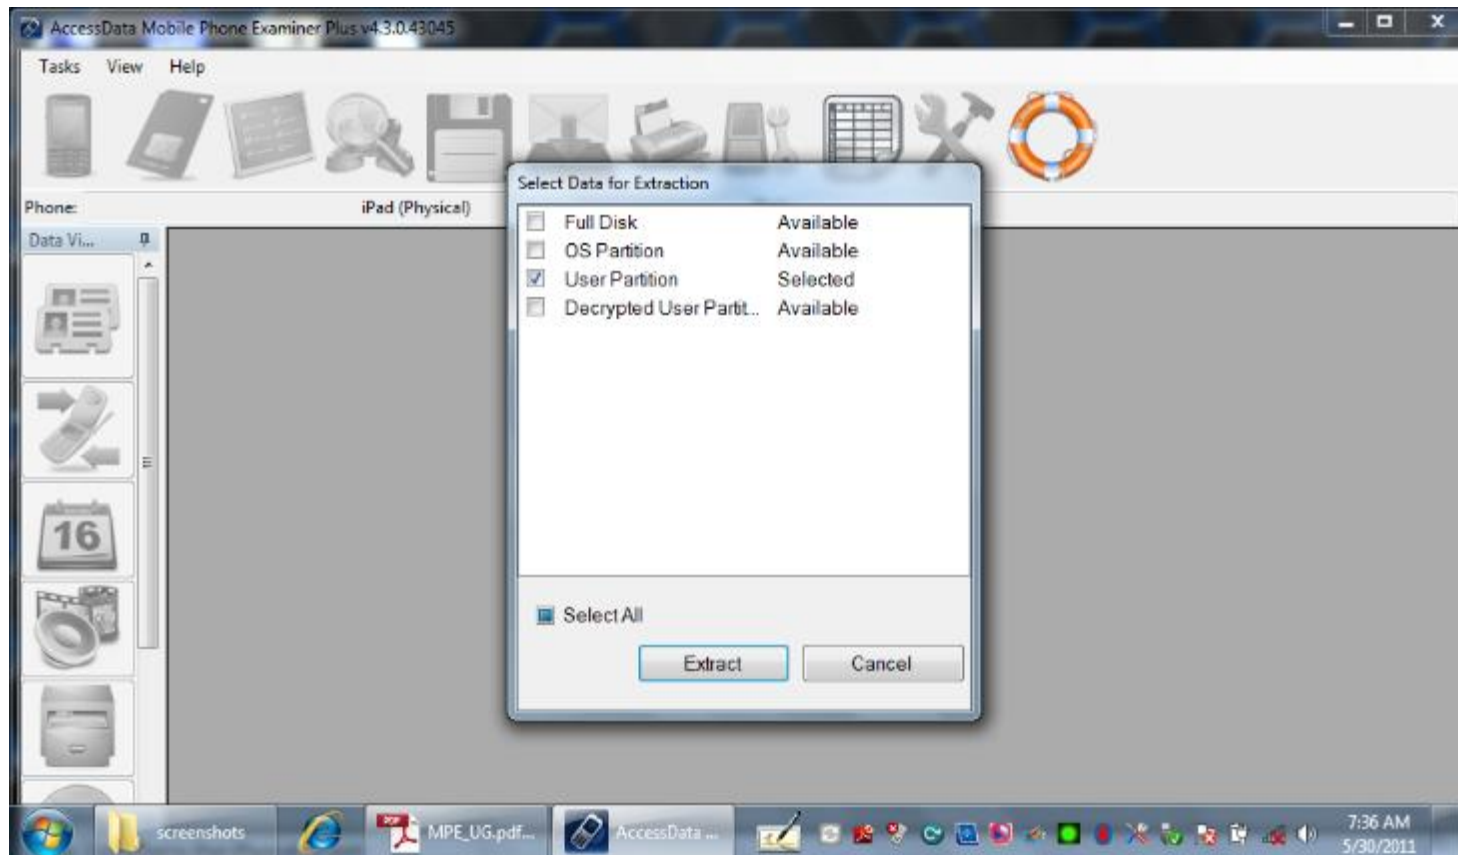 AccessData Mobile Phone Examiner Plus v4.3.0.43045
Tasks View Help
Phone: iPad (Physical)
Data Vi...
16
Select Data for Extraction
Full Disk Available
OS Partition Available
User Partition Selected
Decrypted User Partit... Available
Select All
Extract Cancel
screenshots MPE_UG.pdf... AccessData ... 7:36 AM
5/30/2011